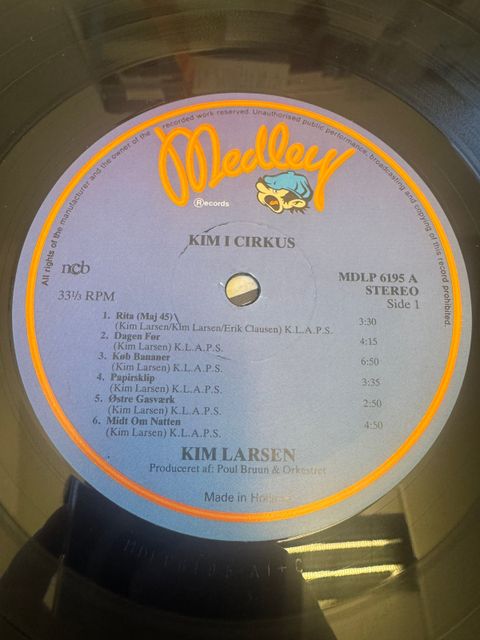 All rights of the manufacturer and the owner of the recorded work reserved. Unauthorised public performance, broadcasting and copying of this record prohibited.
Medley
Ⓡecords
KIM I CIRKUS
ncb
33⅓ RPM
MDLP 6195 A
STEREO
Side 1
1. Rita (Maj 45)
(Kim Larsen/Kim Larsen/Erik Clausen) K.L.A.P.S. 3:30
2. Dagen Før
(Kim Larsen) K.L.A.P.S. 4:15
3. Køb Bananer
(Kim Larsen) K.L.A.P.S. 6:50
4. Papirsklip
(Kim Larsen) K.L.A.P.S. 3:35
5. Østre Gasværk
(Kim Larsen) K.L.A.P.S. 2:50
6. Midt Om Natten
(Kim Larsen) K.L.A.P.S. 4:50
KIM LARSEN
Produceret af: Poul Bruun & Orkestret
Made in Holland